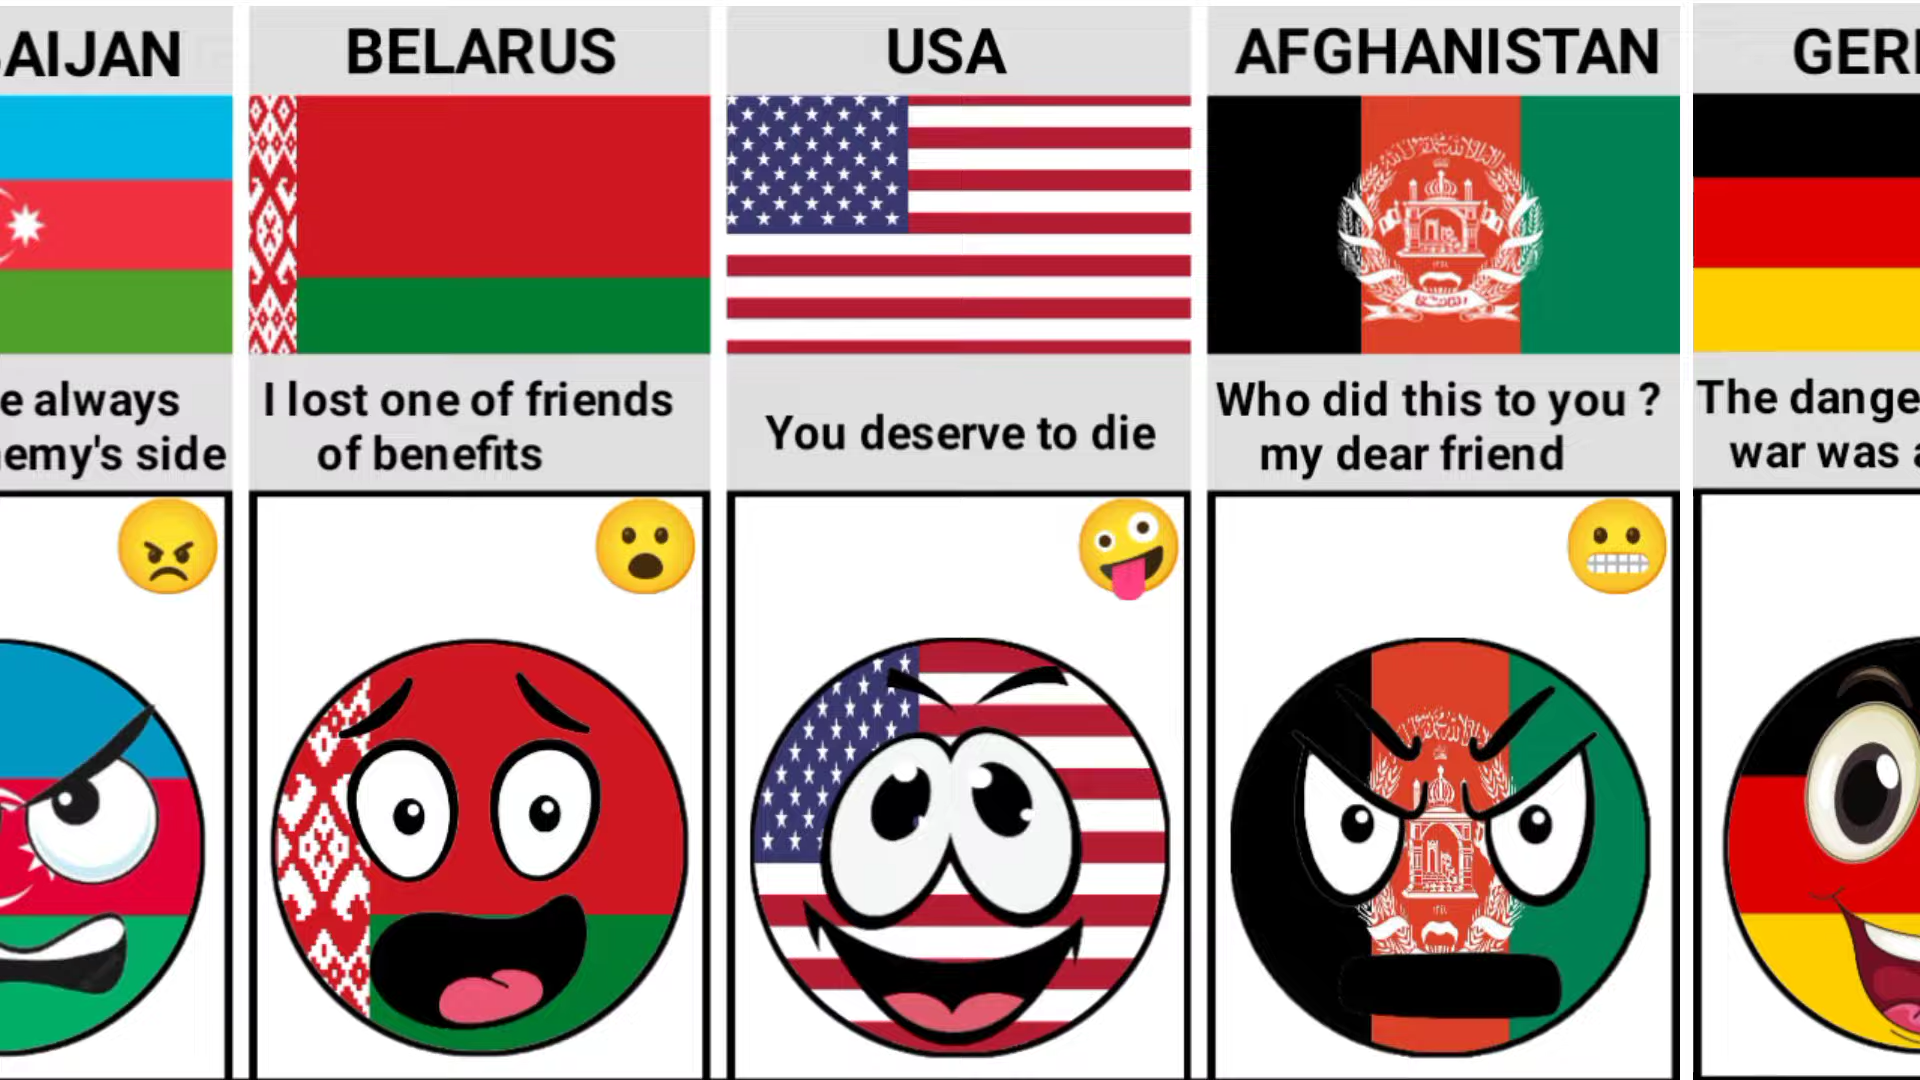 AIJAN
BELARUS
USA
AFGHANISTAN
GER
e always
emy's side
I lost one of friends
of benefits
You deserve to die
Who did this to you ?
my dear friend
The dange
war was a